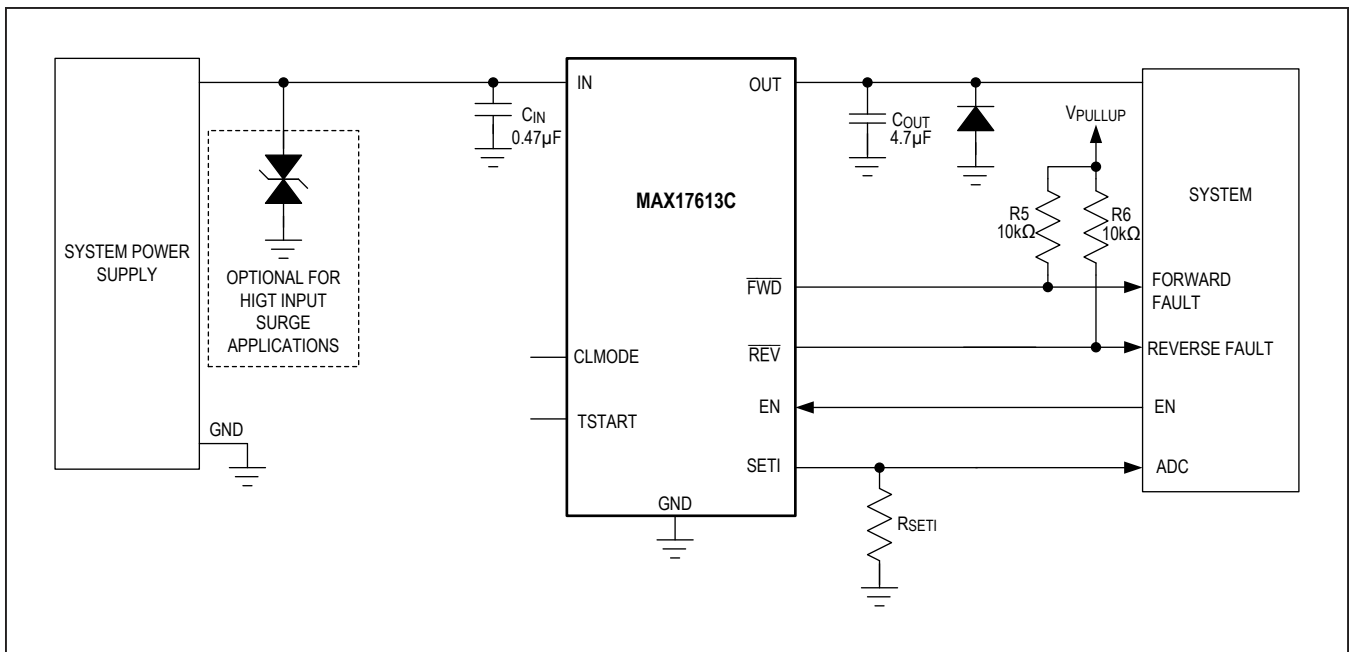 SYSTEM POWER
SUPPLY
GND
OPTIONAL FOR
HIGT INPUT
SURGE
APPLICATIONS
CIN
0.47µF
IN
OUT
MAX17613C
FWD
REV
CLMODE
EN
TSTART
SETI
GND
COUT
4.7µF
VPULLUP
R5
10kΩ
R6
10kΩ
RSETI
SYSTEM
FORWARD
FAULT
REVERSE FAULT
EN
ADC